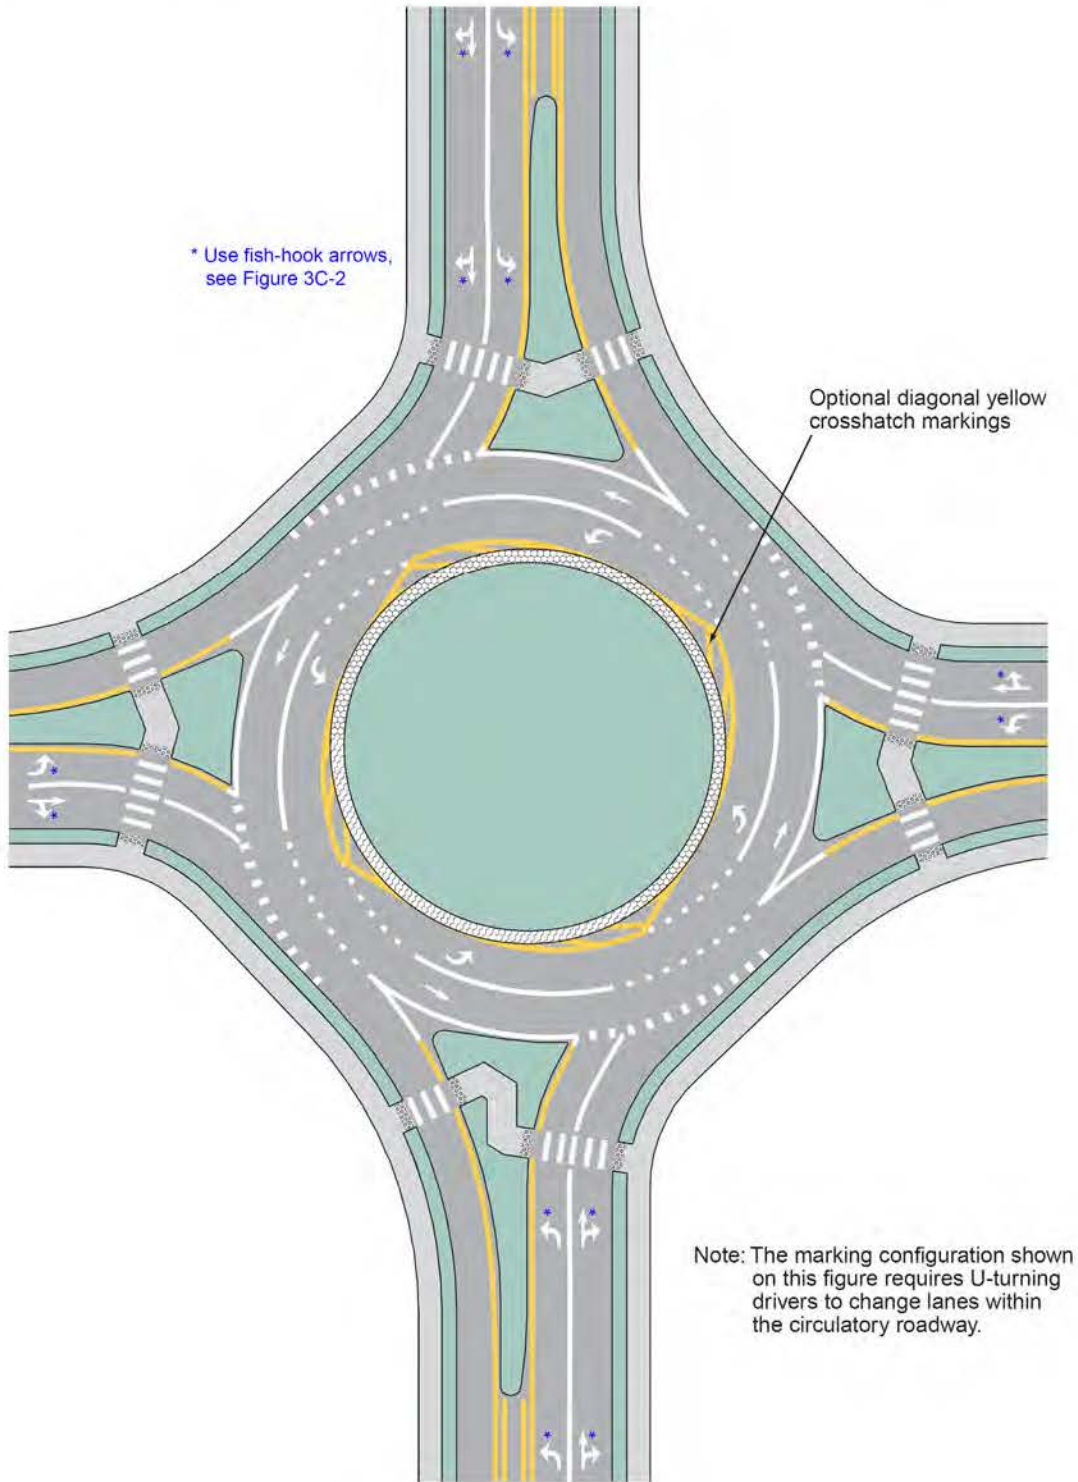 * Use fish-hook arrows,
see Figure 3C-2
Optional diagonal yellow
crosshatch markings
Note: The marking configuration shown
on this figure requires U-turning
drivers to change lanes within
the circulatory roadway.